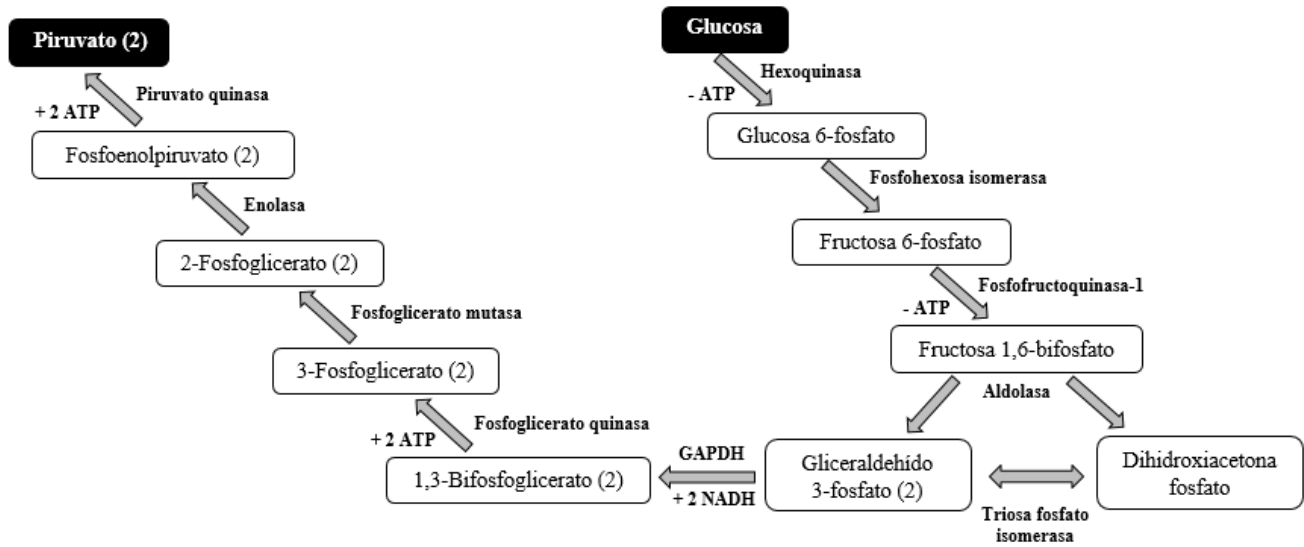 Glucosa
Hexoquinasa
- ATP
Glucosa 6-fosfato
Fosfohexosa isomerasa
Fructosa 6-fosfato
Fosfofructoquinasa-1
- ATP
Fructosa 1,6-bifosfato
Aldolasa
Dihidroxiacetona
fosfato
Triosa fosfato
isomerasa
Gliceraldehído
3-fosfato (2)
GAPDH
+ 2 NADH
1,3-Bifosfoglicerato (2)
Fosfoglicerato quinasa
+ 2 ATP
3-Fosfoglicerato (2)
Fosfoglicerato mutasa
2-Fosfoglicerato (2)
Enolasa
Fosfoenolpiruvato (2)
Piruvato quinasa
+ 2 ATP
Piruvato (2)